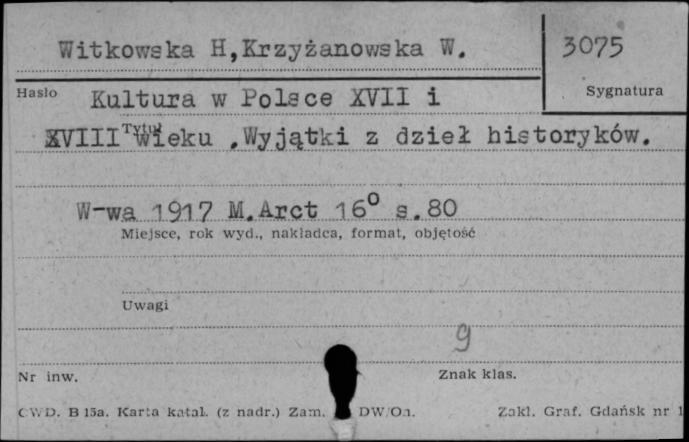 Witkowska H,Krzyżanowska W.
3075
Hasło
Sygnatura
Kultura w Polsce XVII i
Tytuł
XVIII wieku .Wyjątki z dzieł historyków.
W-wa 1917 M.Arct 16° s.80
Miejsce, rok wyd., nakładca, format, objętość
Uwagi
9
Nr inw.
Znak klas.
CWD. B 15a. Karta katal. (z nadr.) Zam. DW/On. Zakł. Graf. Gdańsk nr 1